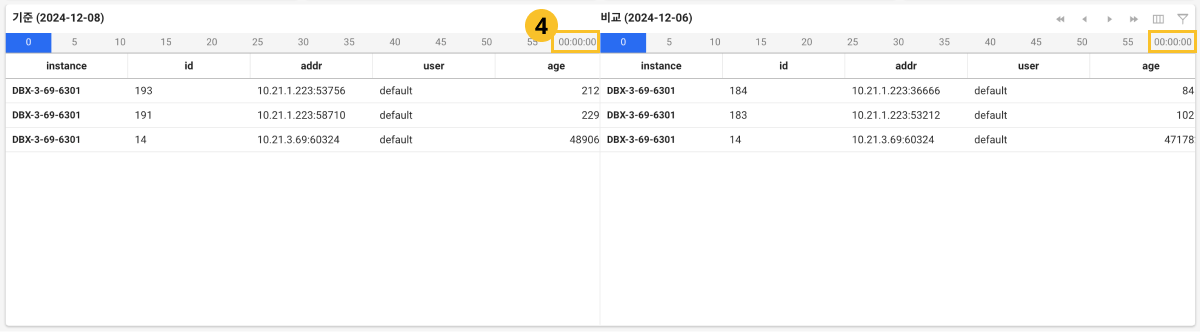 기준 (2024-12-08)
4
비교 (2024-12-06)
0 5 10 15 20 25 30 35 40 45 50 55 00:00:00
0 5 10 15 20 25 30 35 40 45 50 55 00:00:00
instance id addr user age
instance id addr user age
DBX-3-69-6301 193 10.21.1.223:53756 default 212
DBX-3-69-6301 184 10.21.1.223:36666 default 84
DBX-3-69-6301 191 10.21.1.223:58710 default 229
DBX-3-69-6301 183 10.21.1.223:53212 default 102
DBX-3-69-6301 14 10.21.3.69:60324 default 48906
DBX-3-69-6301 14 10.21.3.69:60324 default 47178